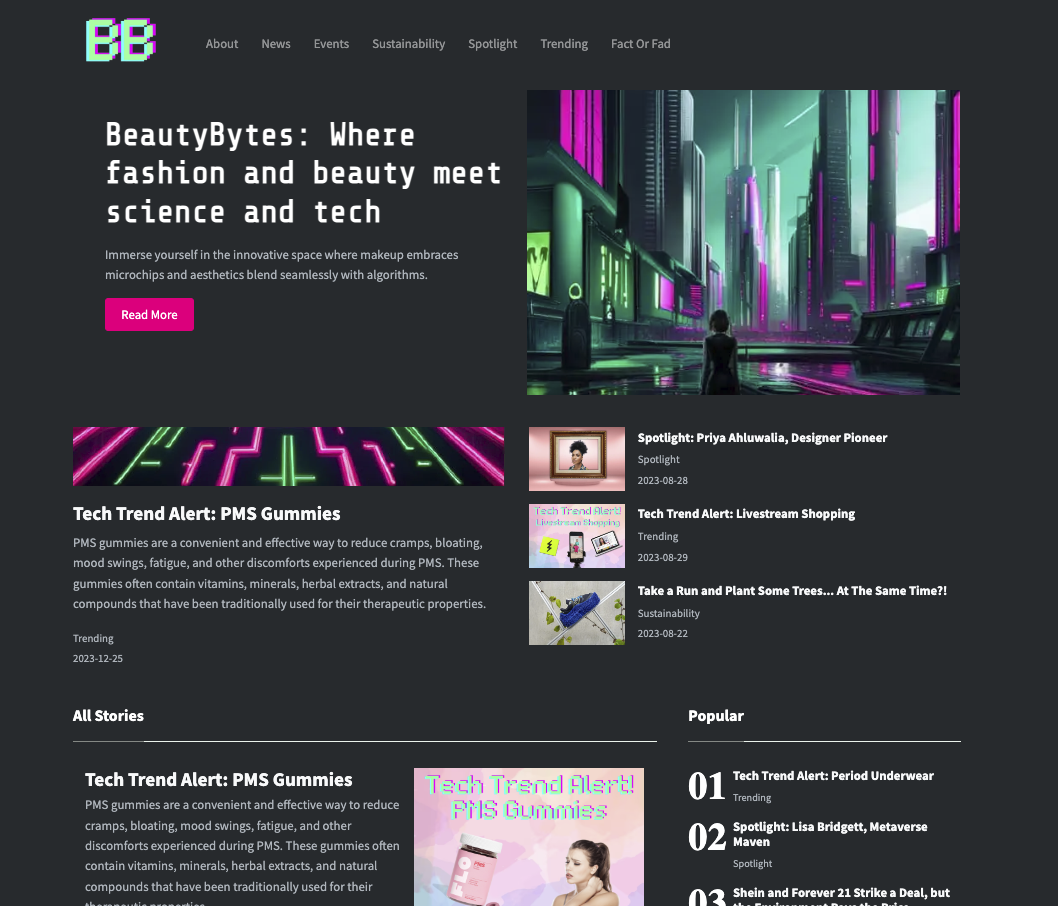 BB
About News Events Sustainability Spotlight Trending Fact Or Fad
BeautyBytes: Where
fashion and beauty meet
science and tech
Immerse yourself in the innovative space where makeup embraces
microchips and aesthetics blend seamlessly with algorithms.
Read More
Tech Trend Alert: PMS Gummies
PMS gummies are a convenient and effective way to reduce cramps, bloating,
mood swings, fatigue, and other discomforts experienced during PMS. These
gummies often contain vitamins, minerals, herbal extracts, and natural
compounds that have been traditionally used for their therapeutic properties.
Trending
2023-12-25
Spotlight: Priya Ahluwalia, Designer Pioneer
Spotlight
2023-08-28
Tech Trend Alert!
Livestream Shopping
Tech Trend Alert: Livestream Shopping
Trending
2023-08-29
Take a Run and Plant Some Trees... At The Same Time?!
Sustainability
2023-08-22
All Stories
Tech Trend Alert: PMS Gummies
PMS gummies are a convenient and effective way to reduce
cramps, bloating, mood swings, fatigue, and other
discomforts experienced during PMS. These gummies often
contain vitamins, minerals, herbal extracts, and natural
compounds that have been traditionally used for their
therapeutic properties.
Tech Trend Alert!
PMS Gummies
FLO
PMS
Popular
01
Tech Trend Alert: Period Underwear
Trending
02
Spotlight: Lisa Bridgett, Metaverse
Maven
Spotlight
03
Shein and Forever 21 Strike a Deal, but
the Environment Pays the Price